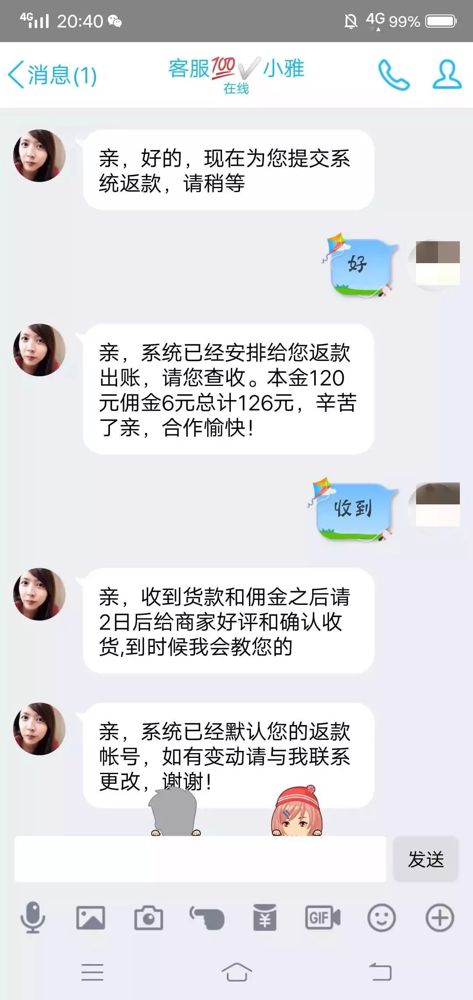 4G 20:40 4G 99%
消息(1)
客服💯✔小雅
在线
亲，好的，现在为您提交系
统返款，请稍等
好
亲，系统已经安排给您返款
出账，请您查收。本金120
元佣金6元总计126元，辛苦
了亲，合作愉快！
收到
亲，收到货款和佣金之后请
2日后给商家好评和确认收
货,到时候我会教您的
亲，系统已经默认您的返款
帐号，如有变动请与我联系
更改，谢谢！
发送
¥
GIF